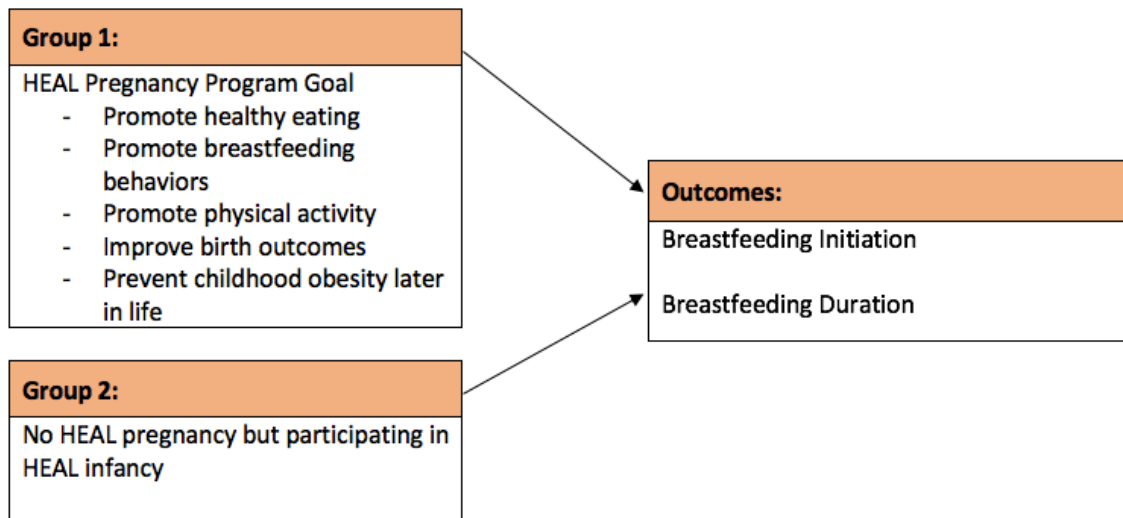 Group 1:
HEAL Pregnancy Program Goal
- Promote healthy eating
- Promote breastfeeding
behaviors
- Promote physical activity
- Improve birth outcomes
- Prevent childhood obesity later
in life
Outcomes:
Breastfeeding Initiation
Breastfeeding Duration
Group 2:
No HEAL pregnancy but participating in
HEAL infancy